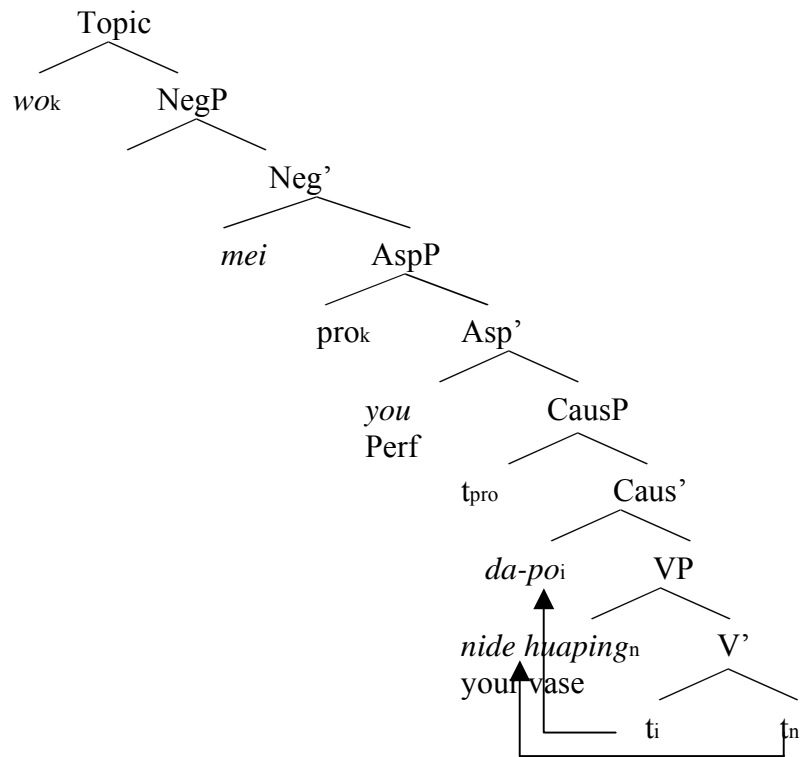 Topic
wok NegP
Neg’
mei AspP
prok Asp’
you CausP
Perf
tpro Caus’
da-poi VP
nide huapingn V’
your vase
ti tn